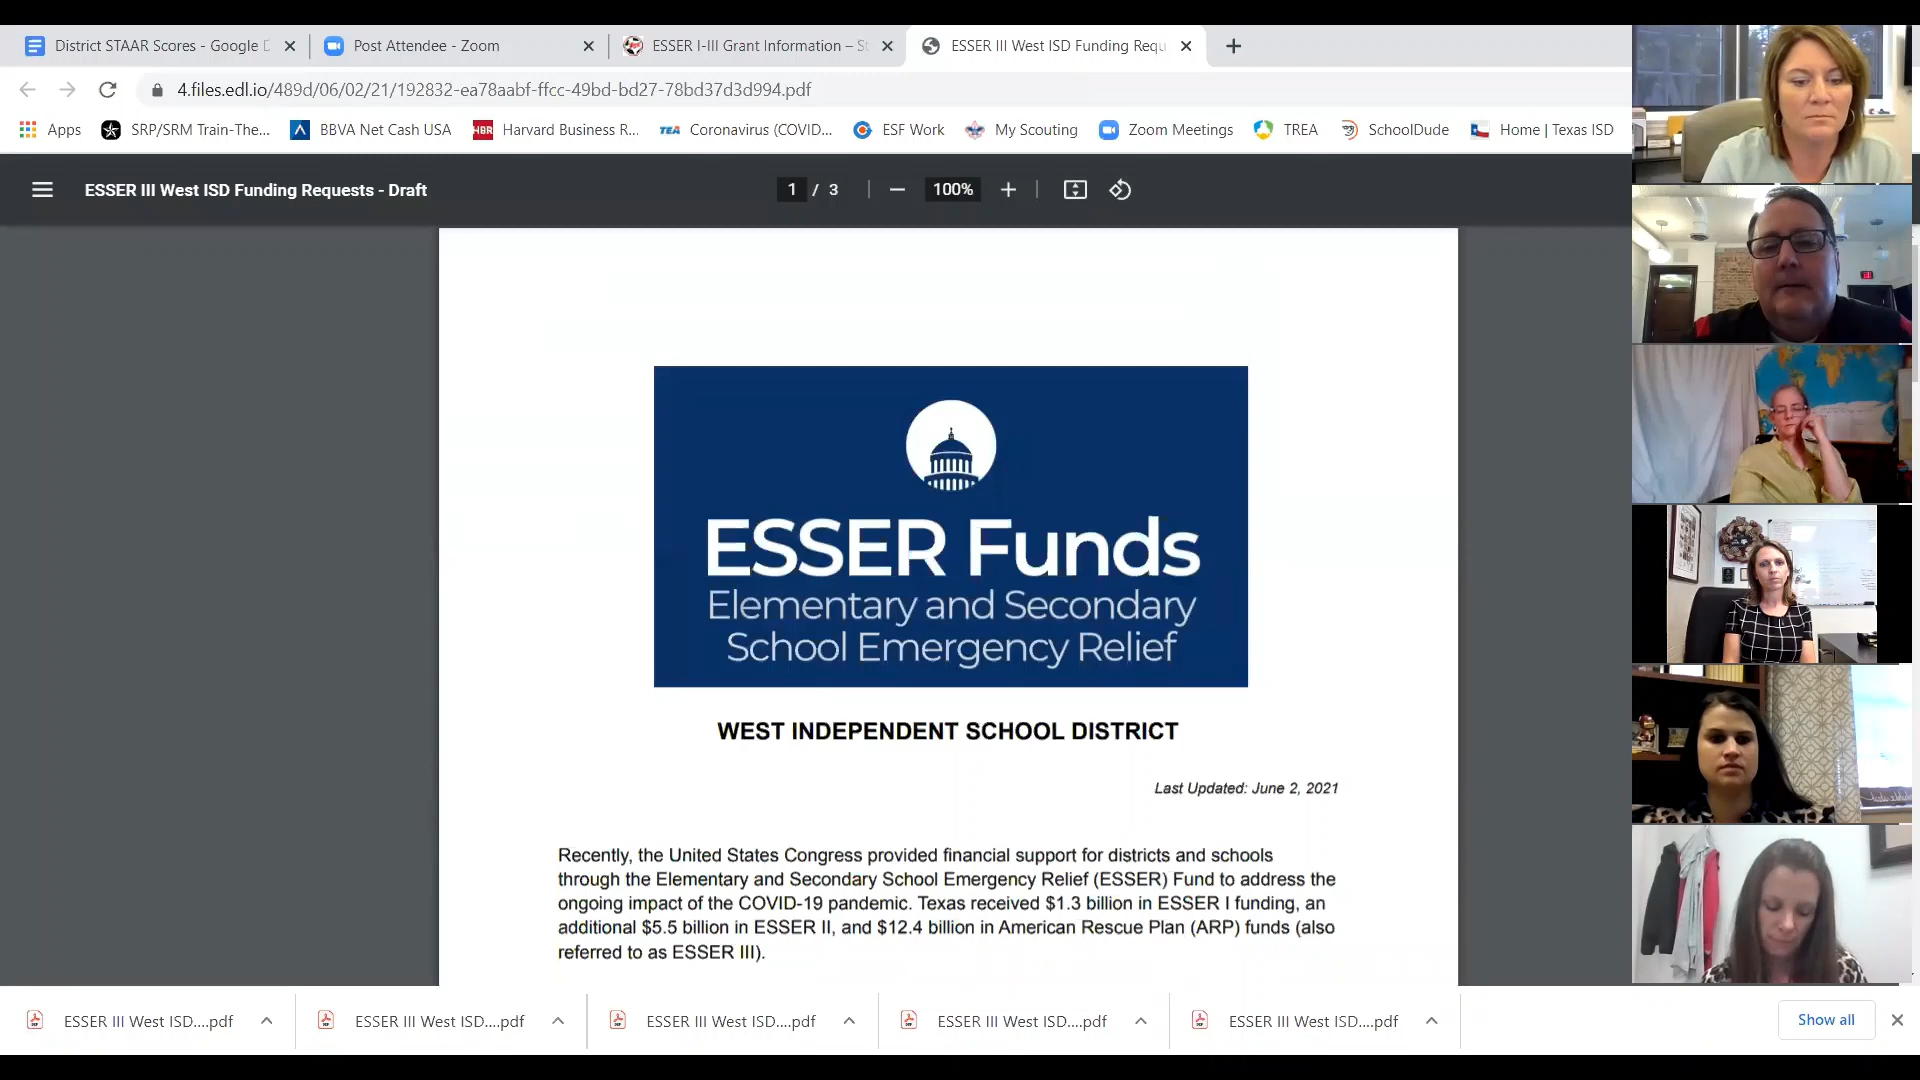 District STAAR Scores - Google D
Post Attendee - Zoom
ESSER I-III Grant Information – St
ESSER III West ISD Funding Requ
4.files.edl.io/489d/06/02/21/192832-ea78aabf-ffcc-49bd-bd27-78bd37d3d994.pdf
Apps
SRP/SRM Train-The...
BBVA Net Cash USA
HBR
Harvard Business R...
TEA
Coronavirus (COVID...
ESF Work
My Scouting
Zoom Meetings
TREA
SchoolDude
Home | Texas ISD
ESSER III West ISD Funding Requests - Draft
1 / 3
100%
ESSER Funds
Elementary and Secondary
School Emergency Relief
WEST INDEPENDENT SCHOOL DISTRICT
Last Updated: June 2, 2021
Recently, the United States Congress provided financial support for districts and schools
through the Elementary and Secondary School Emergency Relief (ESSER) Fund to address the
ongoing impact of the COVID-19 pandemic. Texas received $1.3 billion in ESSER I funding, an
additional $5.5 billion in ESSER II, and $12.4 billion in American Rescue Plan (ARP) funds (also
referred to as ESSER III).
ESSER III West ISD....pdf
ESSER III West ISD....pdf
ESSER III West ISD....pdf
ESSER III West ISD....pdf
ESSER III West ISD....pdf
Show all